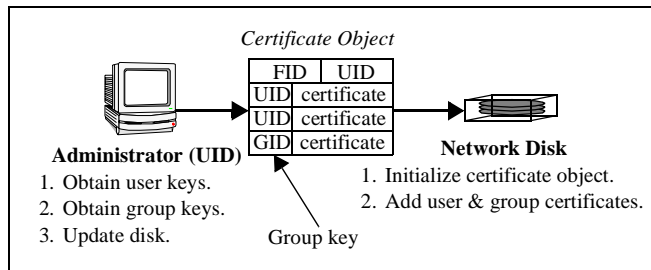 Certificate Object
FID UID
UID certificate
UID certificate
GID certificate
Administrator (UID)
1. Obtain user keys.
2. Obtain group keys.
3. Update disk.
Group key
Network Disk
1. Initialize certificate object.
2. Add user & group certificates.